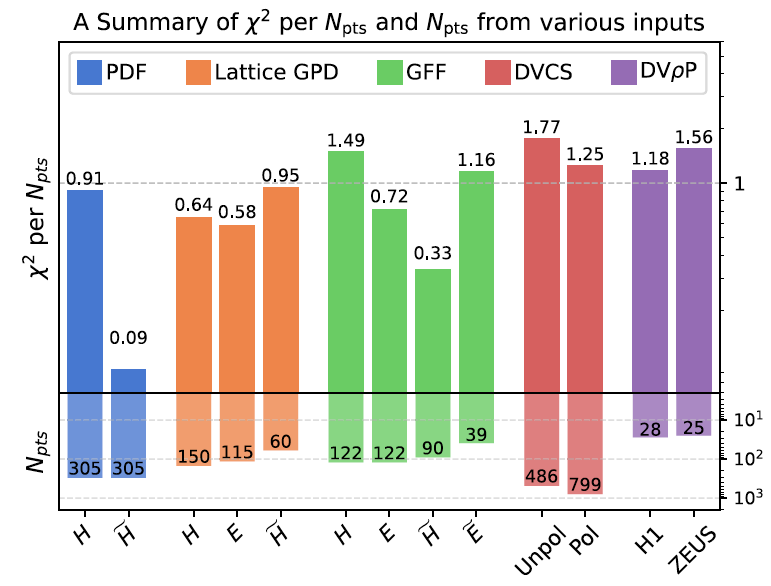 A Summary of χ² per N_pts and N_pts from various inputs
PDF Lattice GPD GFF DVCS DVρP
χ² per N_pts
0.91 0.09 0.64 0.58 0.95 1.49 0.72 0.33 1.16 1.77 1.25 1.18 1.56
1
N_pts
305 305 150 115 60 122 122 90 39 486 799 28 25
10¹
10²
10³
H H̃ H E H̃ H E H̃ Ẽ Unpol Pol H1 ZEUS